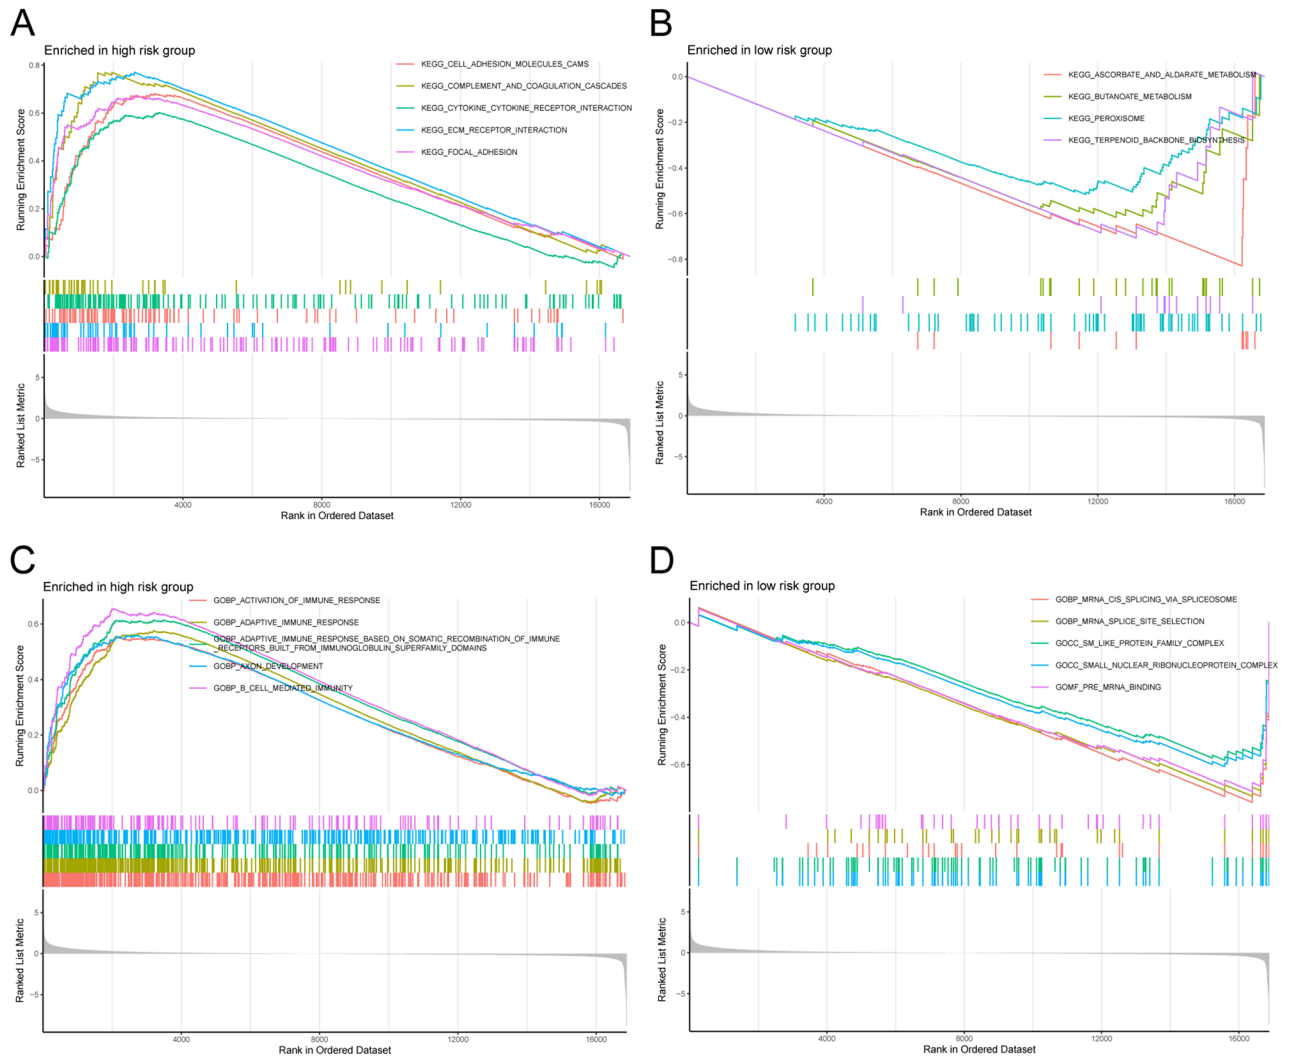 A
Enriched in high risk group
Running Enrichment Score
0.8
0.6
0.4
0.2
0.0
KEGG_CELL_ADHESION_MOLECULES_CAMS
KEGG_COMPLEMENT_AND_COAGULATION_CASCADES
KEGG_CYTOKINE_CYTOKINE_RECEPTOR_INTERACTION
KEGG_ECM_RECEPTOR_INTERACTION
KEGG_FOCAL_ADHESION
Ranked List Metric
5
0
−5
4000 8000 12000 16000
Rank in Ordered Dataset
B
Enriched in low risk group
Running Enrichment Score
0.0
−0.2
−0.4
−0.6
−0.8
KEGG_ASCORBATE_AND_ALDARATE_METABOLISM
KEGG_BUTANOATE_METABOLISM
KEGG_PEROXISOME
KEGG_TERPENOID_BACKBONE_BIOSYNTHESIS
Ranked List Metric
5
0
−5
4000 8000 12000 16000
Rank in Ordered Dataset
C
Enriched in high risk group
Running Enrichment Score
0.6
0.4
0.2
0.0
GOBP_ACTIVATION_OF_IMMUNE_RESPONSE
GOBP_ADAPTIVE_IMMUNE_RESPONSE
GOBP_ADAPTIVE_IMMUNE_RESPONSE_BASED_ON_SOMATIC_RECOMBINATION_OF_IMMUNE
_RECEPTORS_BUILT_FROM_IMMUNOGLOBULIN_SUPERFAMILY_DOMAINS
GOBP_AXON_DEVELOPMENT
GOBP_B_CELL_MEDIATED_IMMUNITY
Ranked List Metric
5
0
−5
4000 8000 12000 16000
Rank in Ordered Dataset
D
Enriched in low risk group
Running Enrichment Score
0.0
−0.2
−0.4
−0.6
GOBP_MRNA_CIS_SPLICING_VIA_SPLICEOSOME
GOBP_MRNA_SPLICE_SITE_SELECTION
GOCC_SM_LIKE_PROTEIN_FAMILY_COMPLEX
GOCC_SMALL_NUCLEAR_RIBONUCLEOPROTEIN_COMPLEX
GOMF_PRE_MRNA_BINDING
Ranked List Metric
5
0
−5
4000 8000 12000 16000
Rank in Ordered Dataset